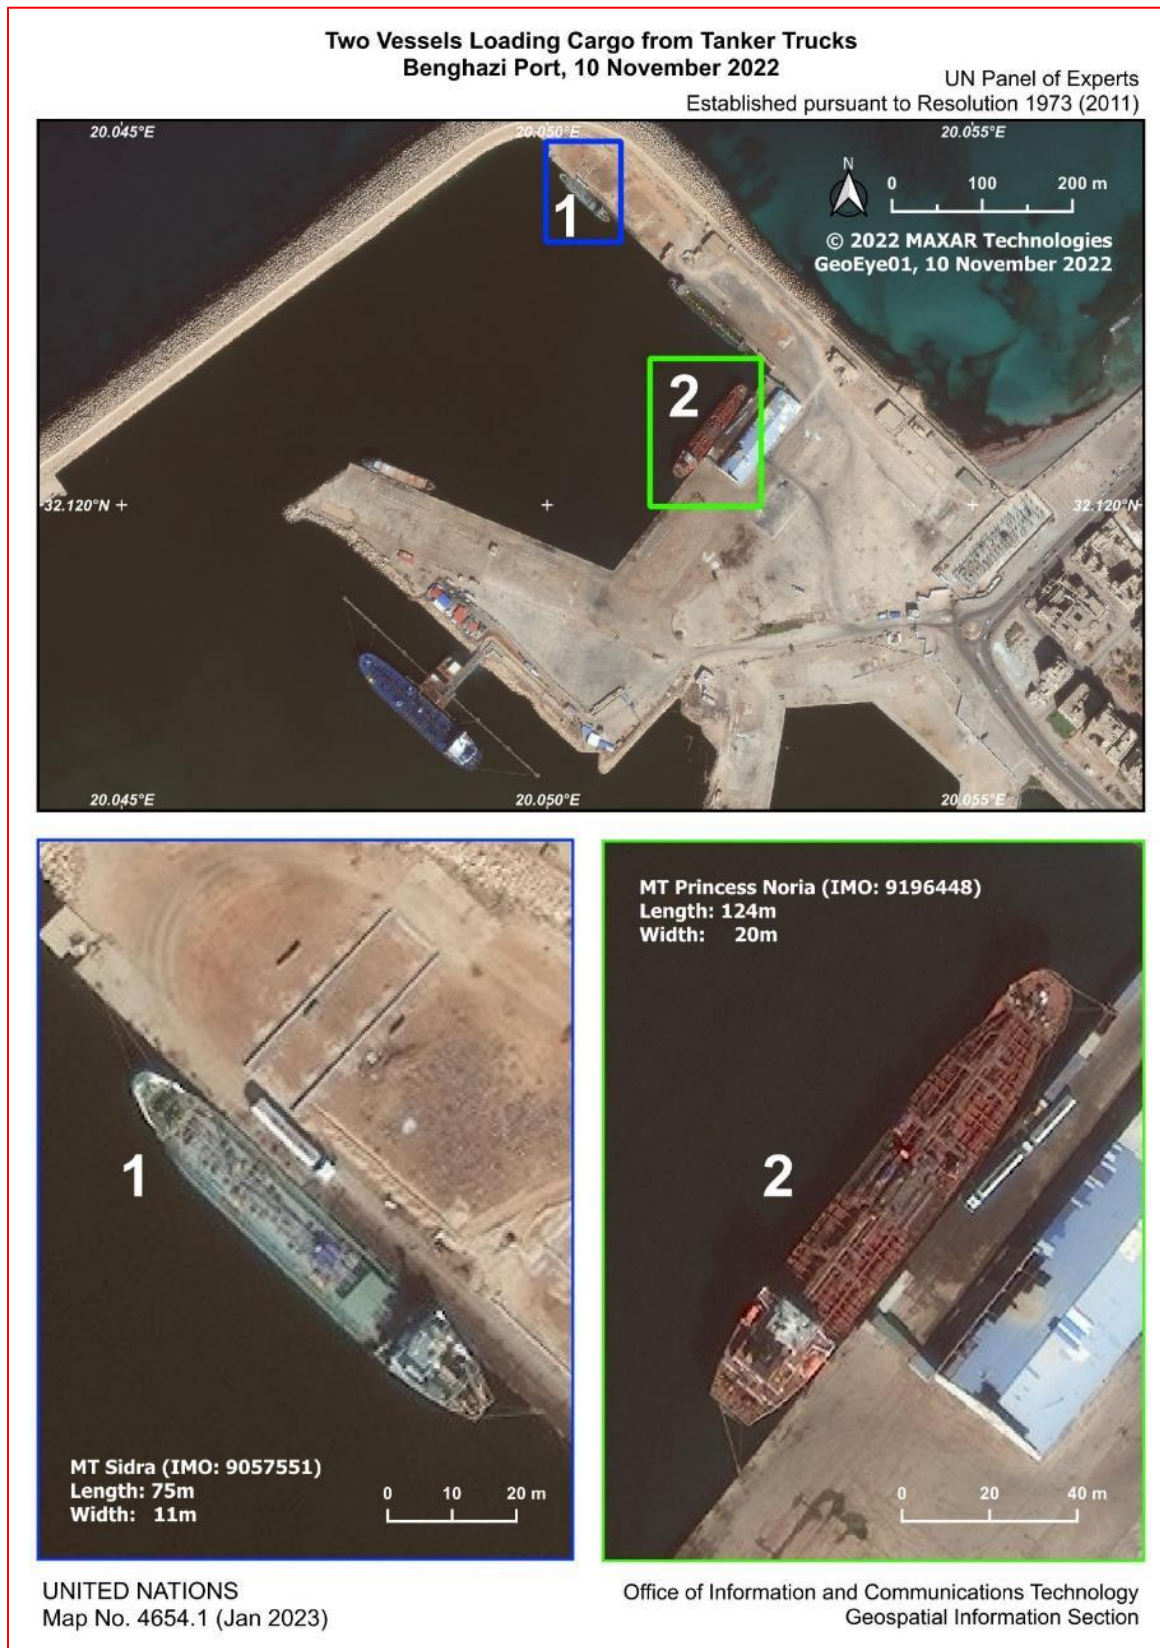 Two Vessels Loading Cargo from Tanker Trucks
Benghazi Port, 10 November 2022
UN Panel of Experts
Established pursuant to Resolution 1973 (2011)
20.045°E
20.050°E
20.055°E
N
0 100 200 m
© 2022 MAXAR Technologies
GeoEye01, 10 November 2022
1
2
32.120°N
32.120°N
20.045°E
20.050°E
20.055°E
MT Princess Noria (IMO: 9196448)
Length: 124m
Width: 20m
1
2
MT Sidra (IMO: 9057551)
Length: 75m
Width: 11m
0 10 20 m
0 20 40 m
UNITED NATIONS
Map No. 4654.1 (Jan 2023)
Office of Information and Communications Technology
Geospatial Information Section